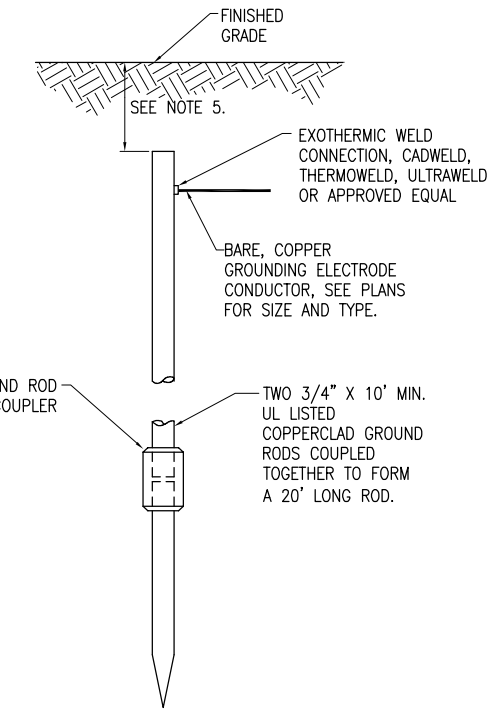 FINISHED
GRADE
SEE NOTE 5.
EXOTHERMIC WELD
CONNECTION, CADWELD,
THERMOWELD, ULTRAWELD
OR APPROVED EQUAL
BARE, COPPER
GROUNDING ELECTRODE
CONDUCTOR, SEE PLANS
FOR SIZE AND TYPE.
ROD
COUPLER
TWO 3/4" X 10' MIN.
UL LISTED
COPPERCLAD GROUND
RODS COUPLED
TOGETHER TO FORM
A 20' LONG ROD.